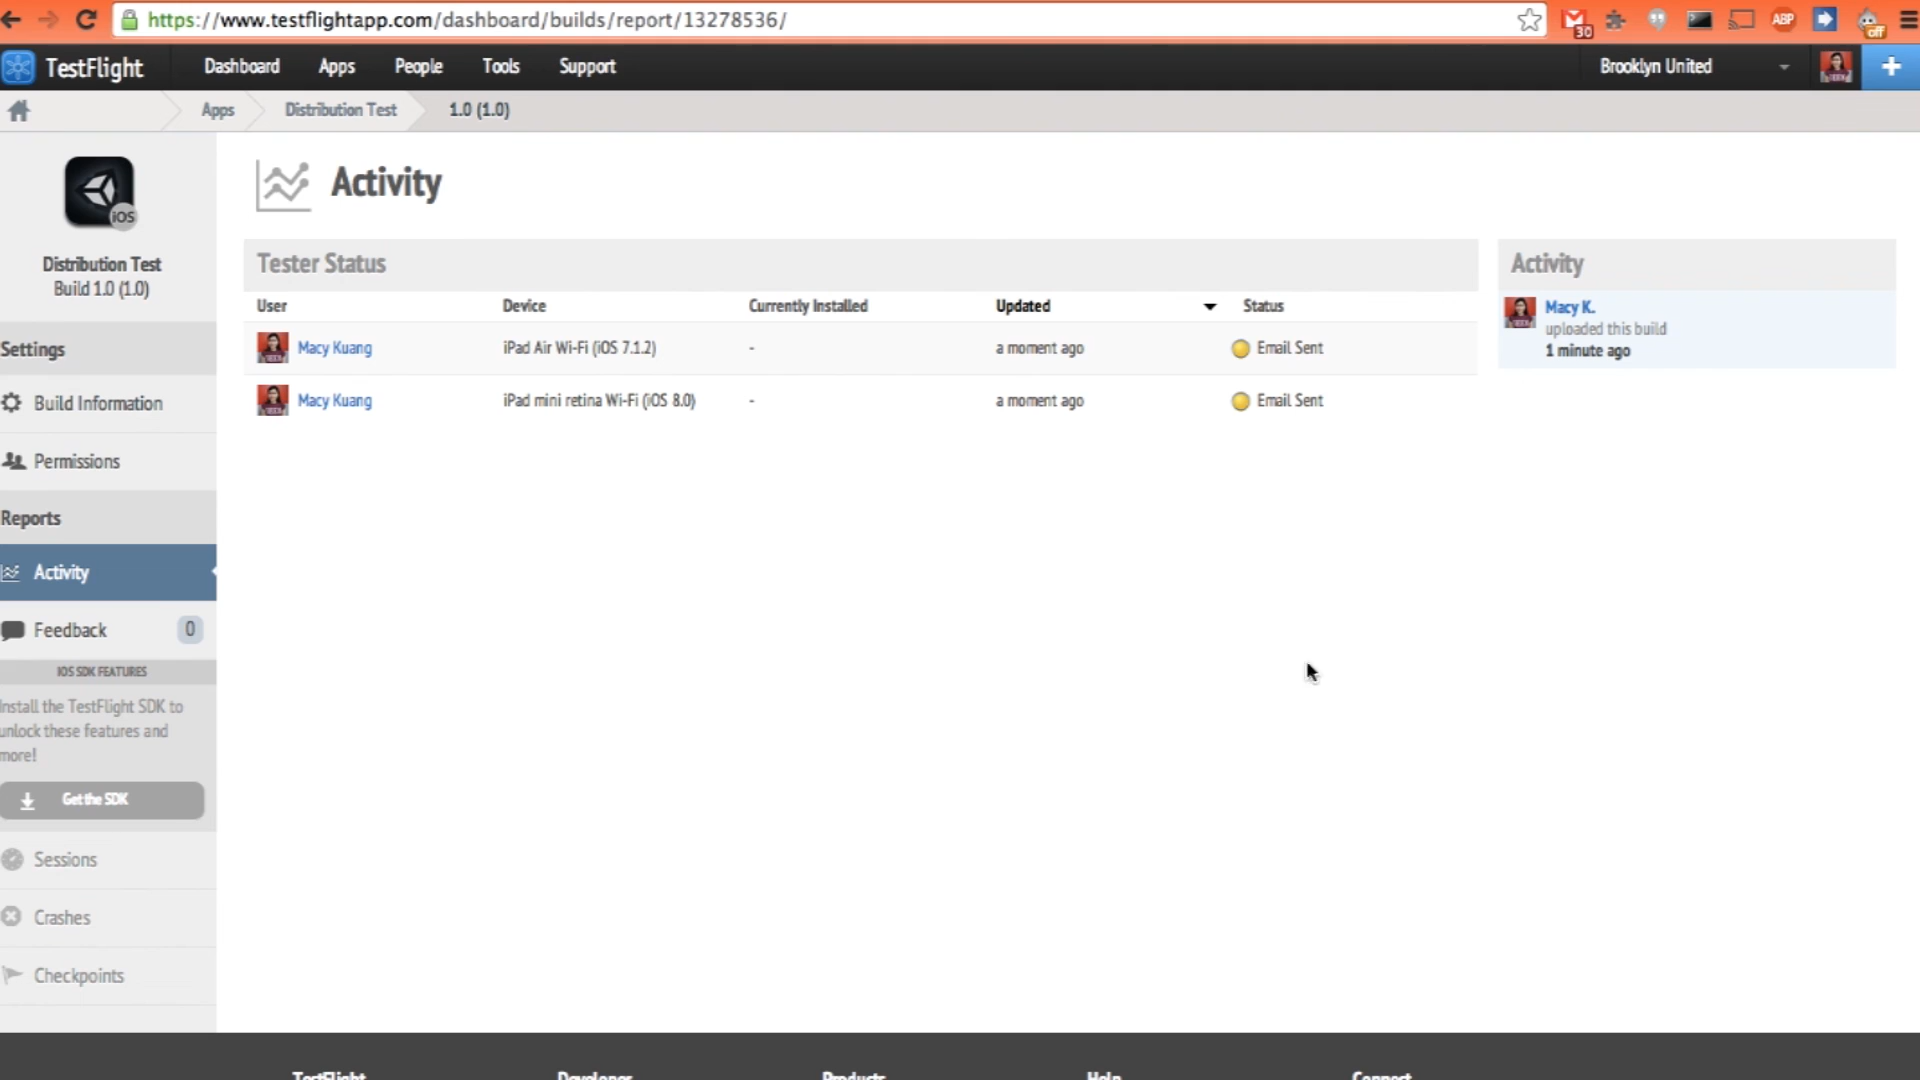 https://www.testflightapp.com/dashboard/builds/report/13278536/
30
ABP
off
TestFlight Dashboard Apps People Tools Support Brooklyn United
Apps Distribution Test 1.0 (1.0)
iOS
Distribution Test
Build 1.0 (1.0)
Settings
Build Information
Permissions
Reports
Activity
Feedback 0
IOS SDK FEATURES
Install the TestFlight SDK to
unlock these features and
more!
Get the SDK
Sessions
Crashes
Checkpoints
Activity
Tester Status
User Device Currently Installed Updated Status
Macy Kuang iPad Air Wi-Fi (iOS 7.1.2) - a moment ago Email Sent
Macy Kuang iPad mini retina Wi-Fi (iOS 8.0) - a moment ago Email Sent
Activity
Macy K.
uploaded this build
1 minute ago
TestFlight Developer Products Help Connect